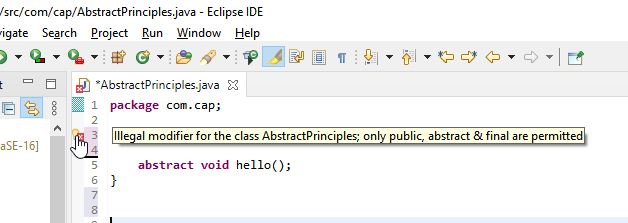 /src/com/cap/AbstractPrinciples.java - Eclipse IDE
vigate Search Project Run Window Help
*AbstractPrinciples.java
1 package com.cap;
2
3 Illegal modifier for the class AbstractPrinciples; only public, abstract & final are permitted
4
5 abstract void hello();
6 }
7
8
aSE-16]